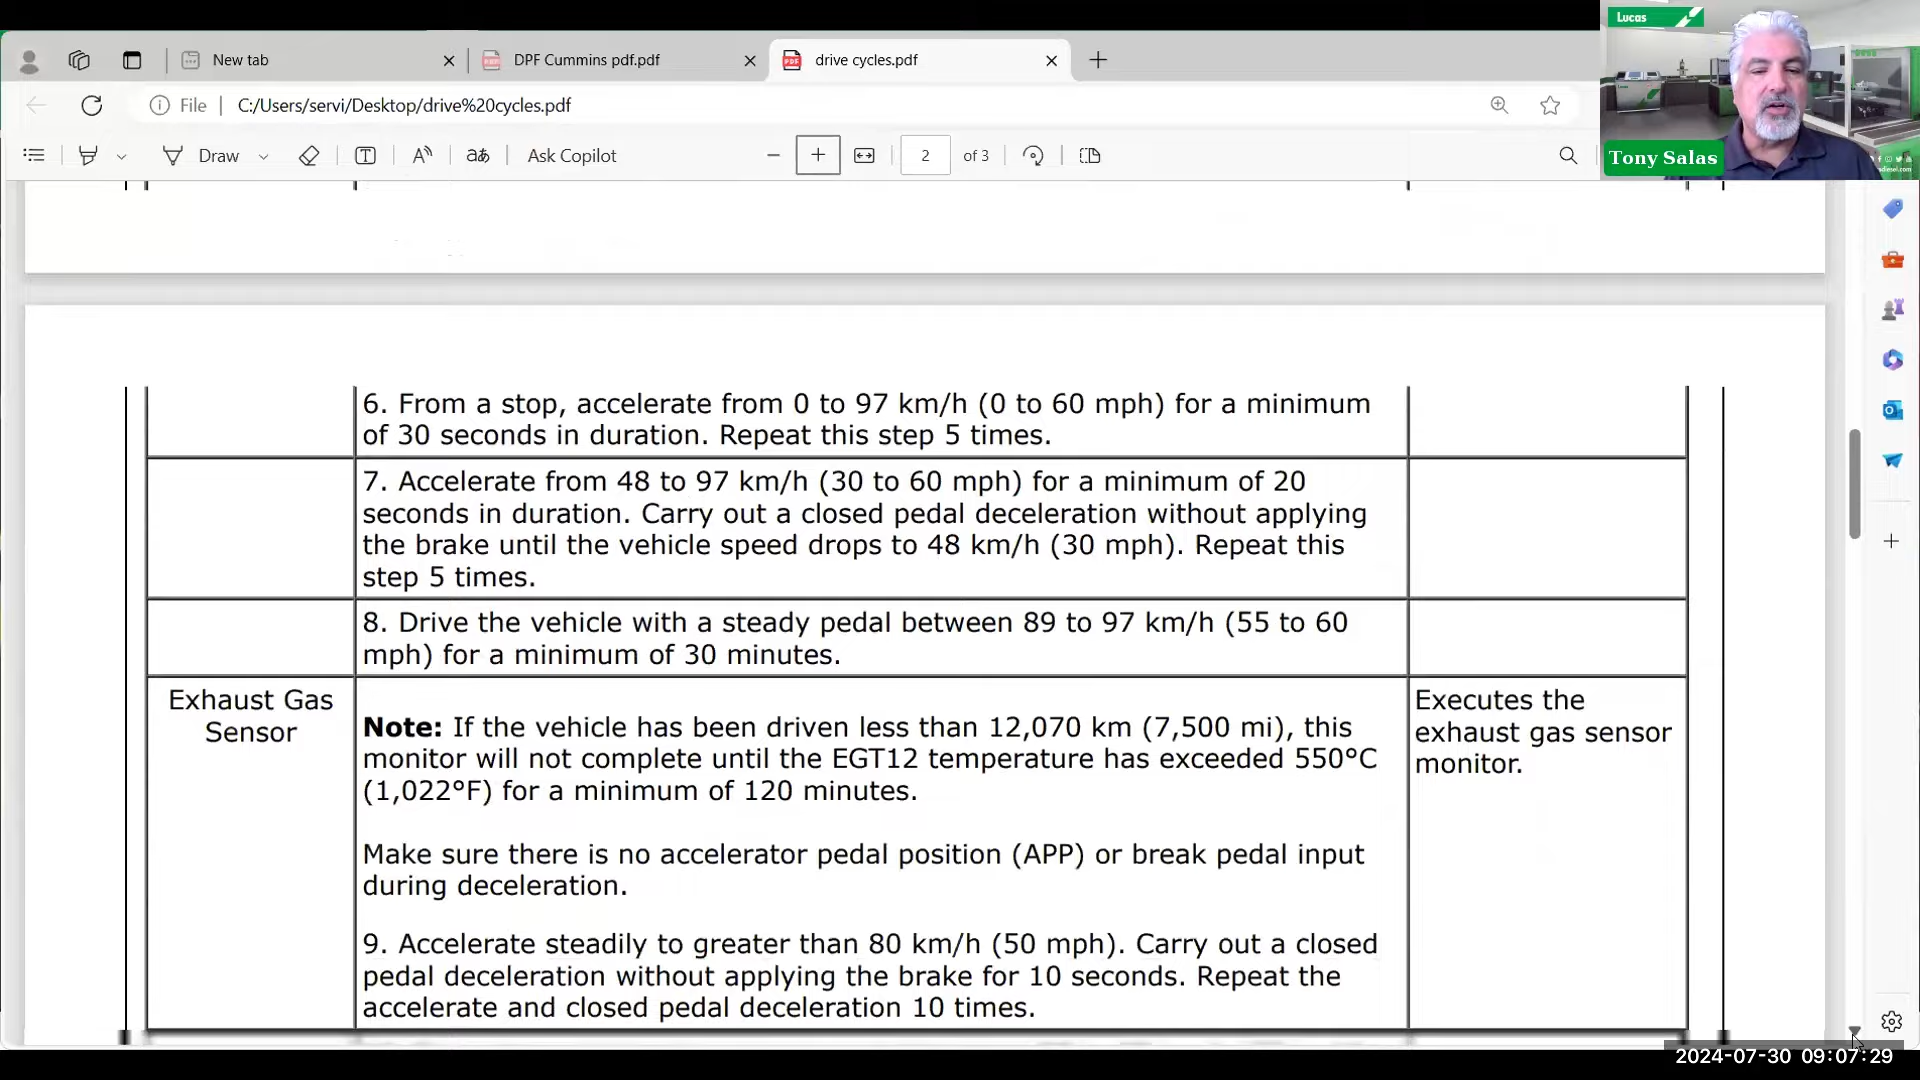 Lucas
New tab
DPF Cummins pdf.pdf
drive cycles.pdf
File
C:/Users/servi/Desktop/drive%20cycles.pdf
Draw
Ask Copilot
2
of 3
Tony Salas
6. From a stop, accelerate from 0 to 97 km/h (0 to 60 mph) for a minimum
of 30 seconds in duration. Repeat this step 5 times.
7. Accelerate from 48 to 97 km/h (30 to 60 mph) for a minimum of 20
seconds in duration. Carry out a closed pedal deceleration without applying
the brake until the vehicle speed drops to 48 km/h (30 mph). Repeat this
step 5 times.
8. Drive the vehicle with a steady pedal between 89 to 97 km/h (55 to 60
mph) for a minimum of 30 minutes.
Exhaust Gas
Sensor
Note: If the vehicle has been driven less than 12,070 km (7,500 mi), this
monitor will not complete until the EGT12 temperature has exceeded 550°C
(1,022°F) for a minimum of 120 minutes.
Make sure there is no accelerator pedal position (APP) or break pedal input
during deceleration.
9. Accelerate steadily to greater than 80 km/h (50 mph). Carry out a closed
pedal deceleration without applying the brake for 10 seconds. Repeat the
accelerate and closed pedal deceleration 10 times.
Executes the
exhaust gas sensor
monitor.
2024-07-30 09:07:29